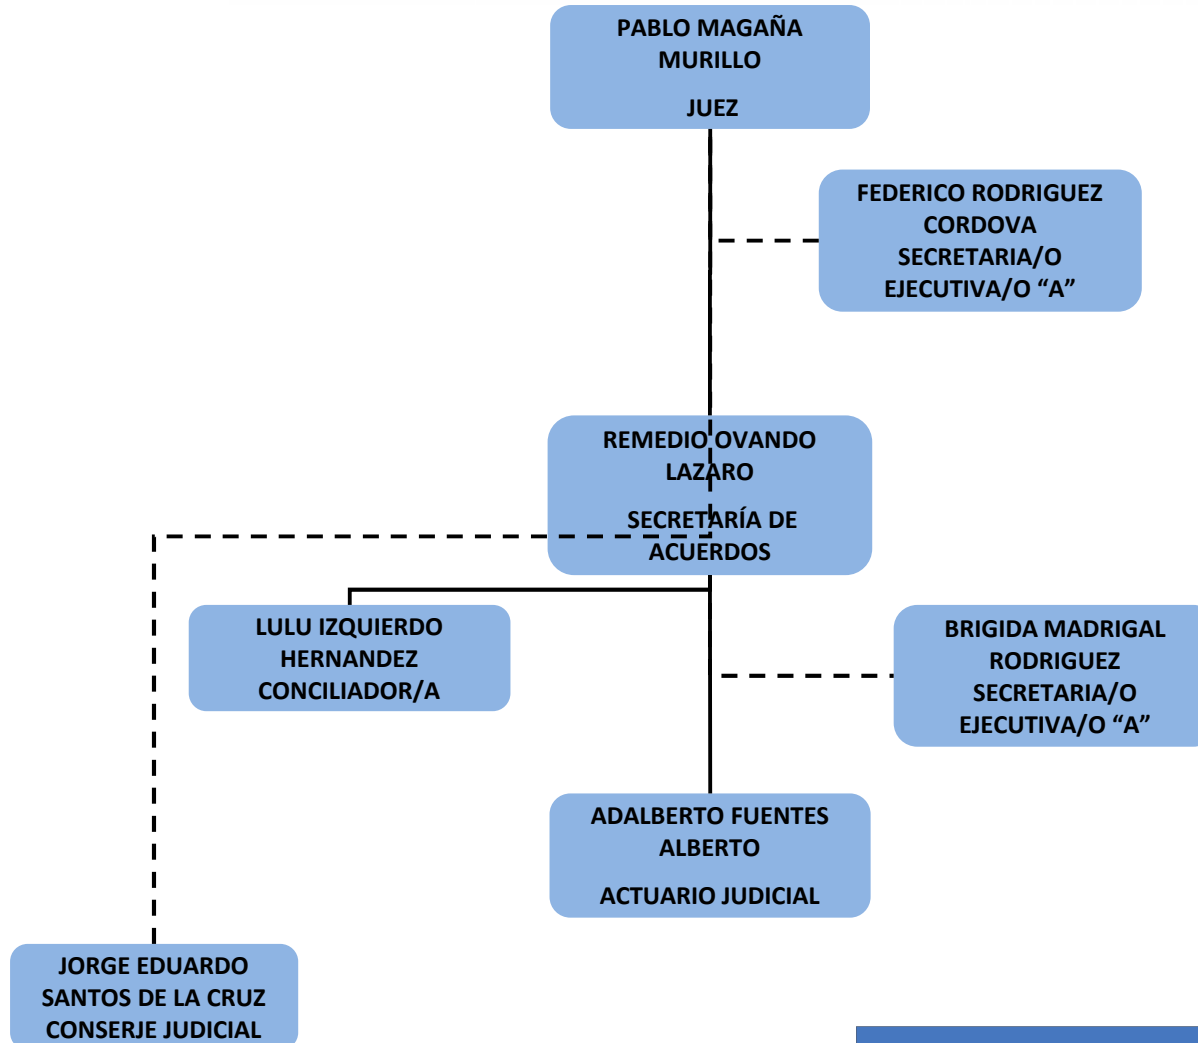 PABLO MAGAÑA
MURILLO
JUEZ
FEDERICO RODRIGUEZ
CORDOVA
SECRETARIA/O
EJECUTIVA/O “A”
REMEDIO OVANDO
LAZARO
SECRETARÍA DE
ACUERDOS
LULU IZQUIERDO
HERNANDEZ
CONCILIADOR/A
BRIGIDA MADRIGAL
RODRIGUEZ
SECRETARIA/O
EJECUTIVA/O “A”
ADALBERTO FUENTES
ALBERTO
ACTUARIO JUDICIAL
JORGE EDUARDO
SANTOS DE LA CRUZ
CONSERJE JUDICIAL